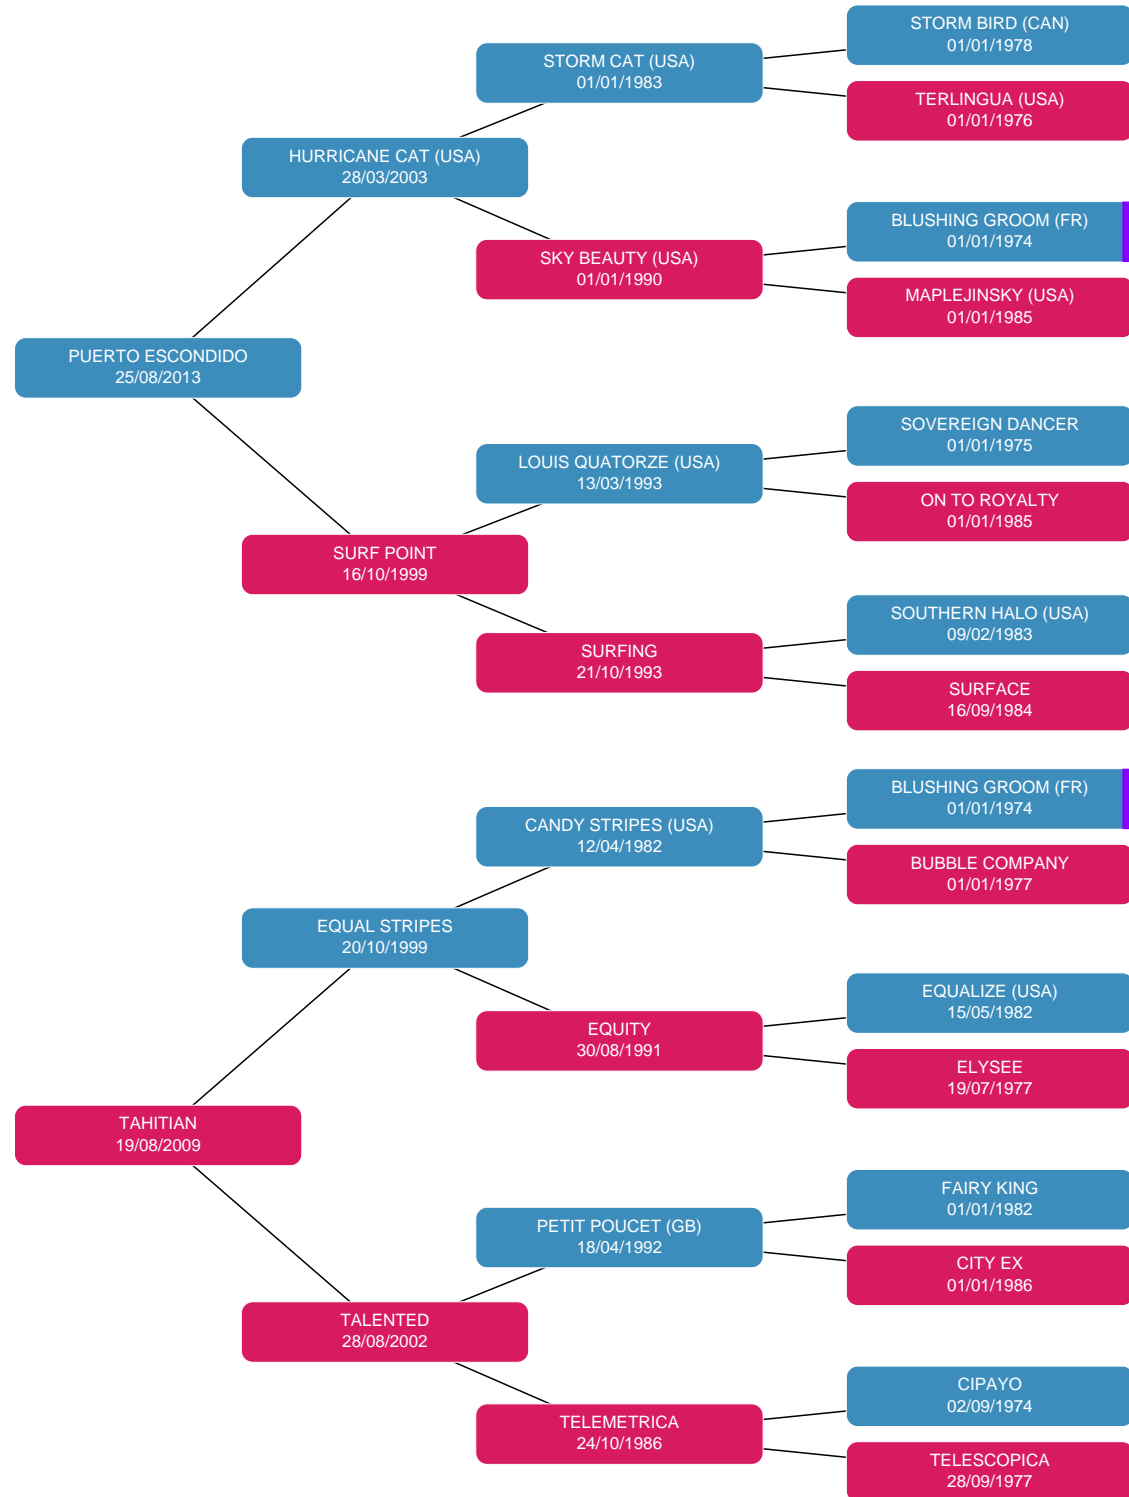 STORM BIRD (CAN)
01/01/1978
STORM CAT (USA)
01/01/1983
TERLINGUA (USA)
01/01/1976
HURRICANE CAT (USA)
28/03/2003
BLUSHING GROOM (FR)
01/01/1974
SKY BEAUTY (USA)
01/01/1990
MAPLEJINSKY (USA)
01/01/1985
PUERTO ESCONDIDO
25/08/2013
SOVEREIGN DANCER
01/01/1975
LOUIS QUATORZE (USA)
13/03/1993
ON TO ROYALTY
01/01/1985
SURF POINT
16/10/1999
SOUTHERN HALO (USA)
09/02/1983
SURFING
21/10/1993
SURFACE
16/09/1984
BLUSHING GROOM (FR)
01/01/1974
CANDY STRIPES (USA)
12/04/1982
BUBBLE COMPANY
01/01/1977
EQUAL STRIPES
20/10/1999
EQUALIZE (USA)
15/05/1982
EQUITY
30/08/1991
ELYSEE
19/07/1977
TAHITIAN
19/08/2009
FAIRY KING
01/01/1982
PETIT POUCET (GB)
18/04/1992
CITY EX
01/01/1986
TALENTED
28/08/2002
CIPAYO
02/09/1974
TELEMETRICA
24/10/1986
TELESCOPICA
28/09/1977